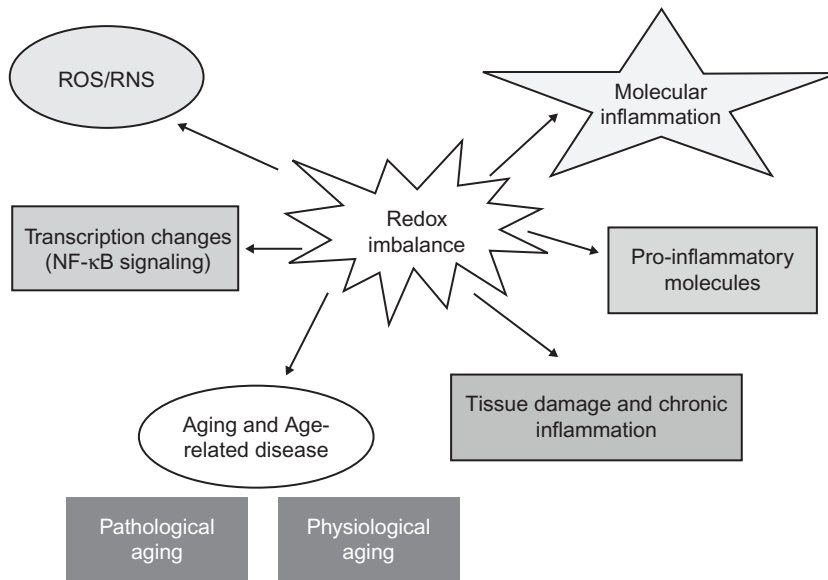 ROS/RNS
Molecular
inflammation
Redox
imbalance
Transcription changes
(NF-κB signaling)
Pro-inflammatory
molecules
Tissue damage and chronic
inflammation
Aging and Age-
related disease
Pathological
aging
Physiological
aging